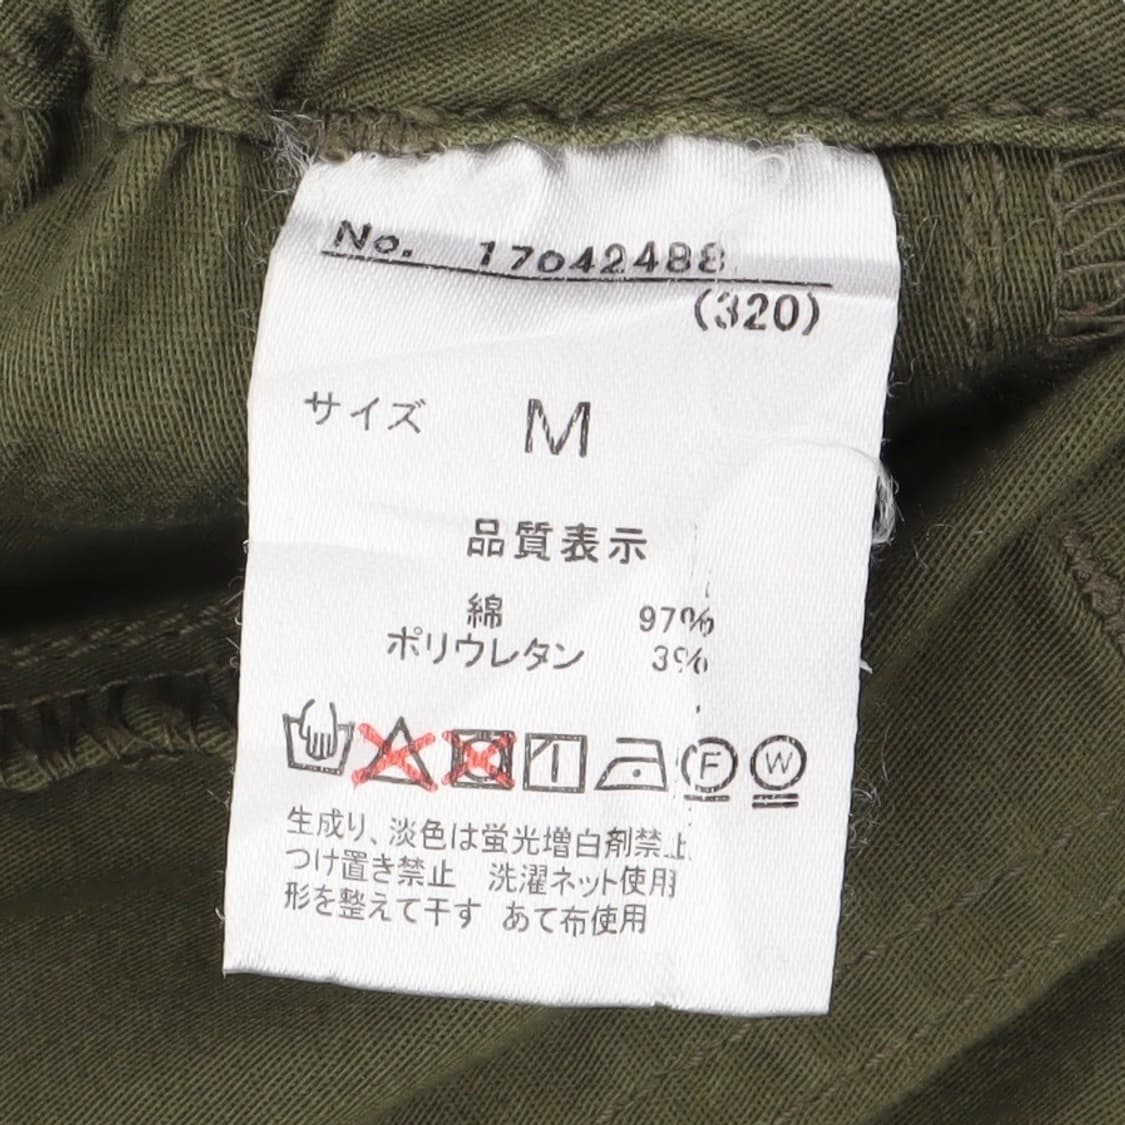 No. 17042488
(320)
サイズ M
品質表示
綿 97%
ポリウレタン 3%
F W
生成り、淡色は蛍光増白剤禁止
つけ置き禁止 洗濯ネット使用
形を整えて干す あて布使用